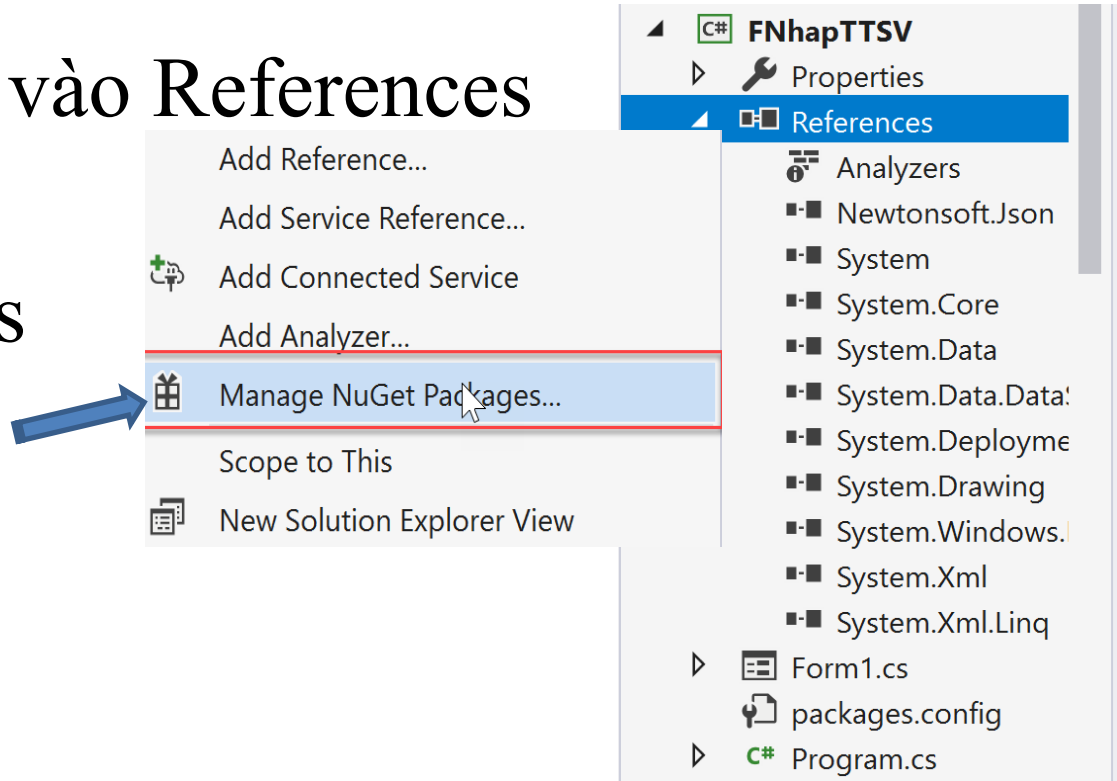 vào References
s
Add Reference...
Add Service Reference...
Add Connected Service
Add Analyzer...
Manage NuGet Packages...
Scope to This
New Solution Explorer View
C# FNhapTTSV
Properties
References
Analyzers
Newtonsoft.Json
System
System.Core
System.Data
System.Data.Data
System.Deployme
System.Drawing
System.Windows.
System.Xml
System.Xml.Linq
Form1.cs
packages.config
C# Program.cs